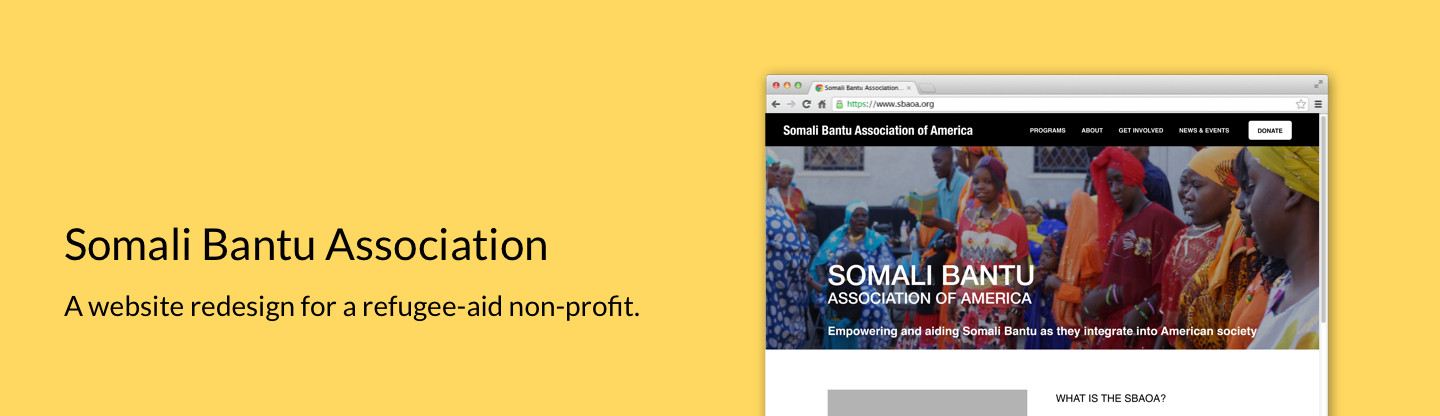 Somali Bantu Association
A website redesign for a refugee-aid non-profit.
Somali Bantu Association...
https://www.sbaoa.org
Somali Bantu Association of America PROGRAMS ABOUT GET INVOLVED NEWS & EVENTS DONATE
SOMALI BANTU
ASSOCIATION OF AMERICA
Empowering and aiding Somali Bantu as they integrate into American society
WHAT IS THE SBAOA?